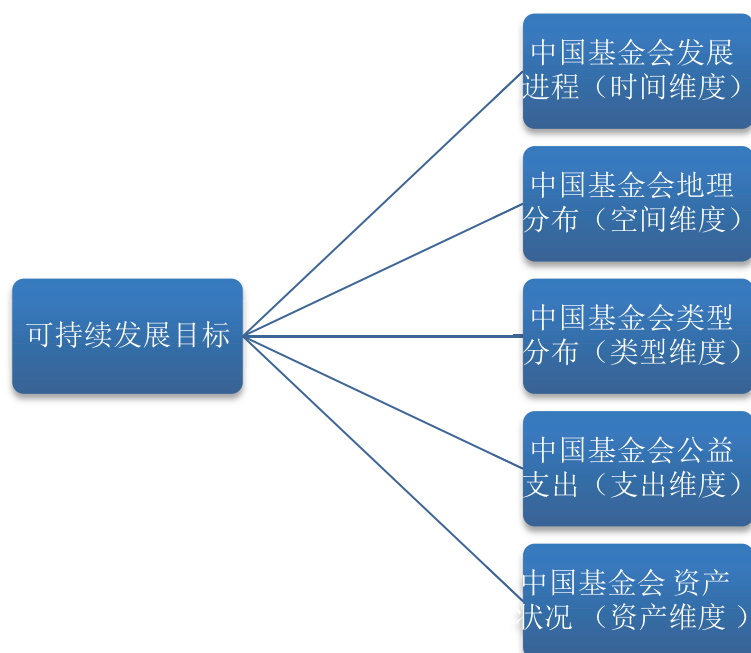 可持续发展目标
中国基金会发展
进程（时间维度）
中国基金会地理
分布（空间维度）
中国基金会类型
分布（类型维度）
中国基金会公益
支出（支出维度）
中国基金会 资产
状况 （资产维度 ）